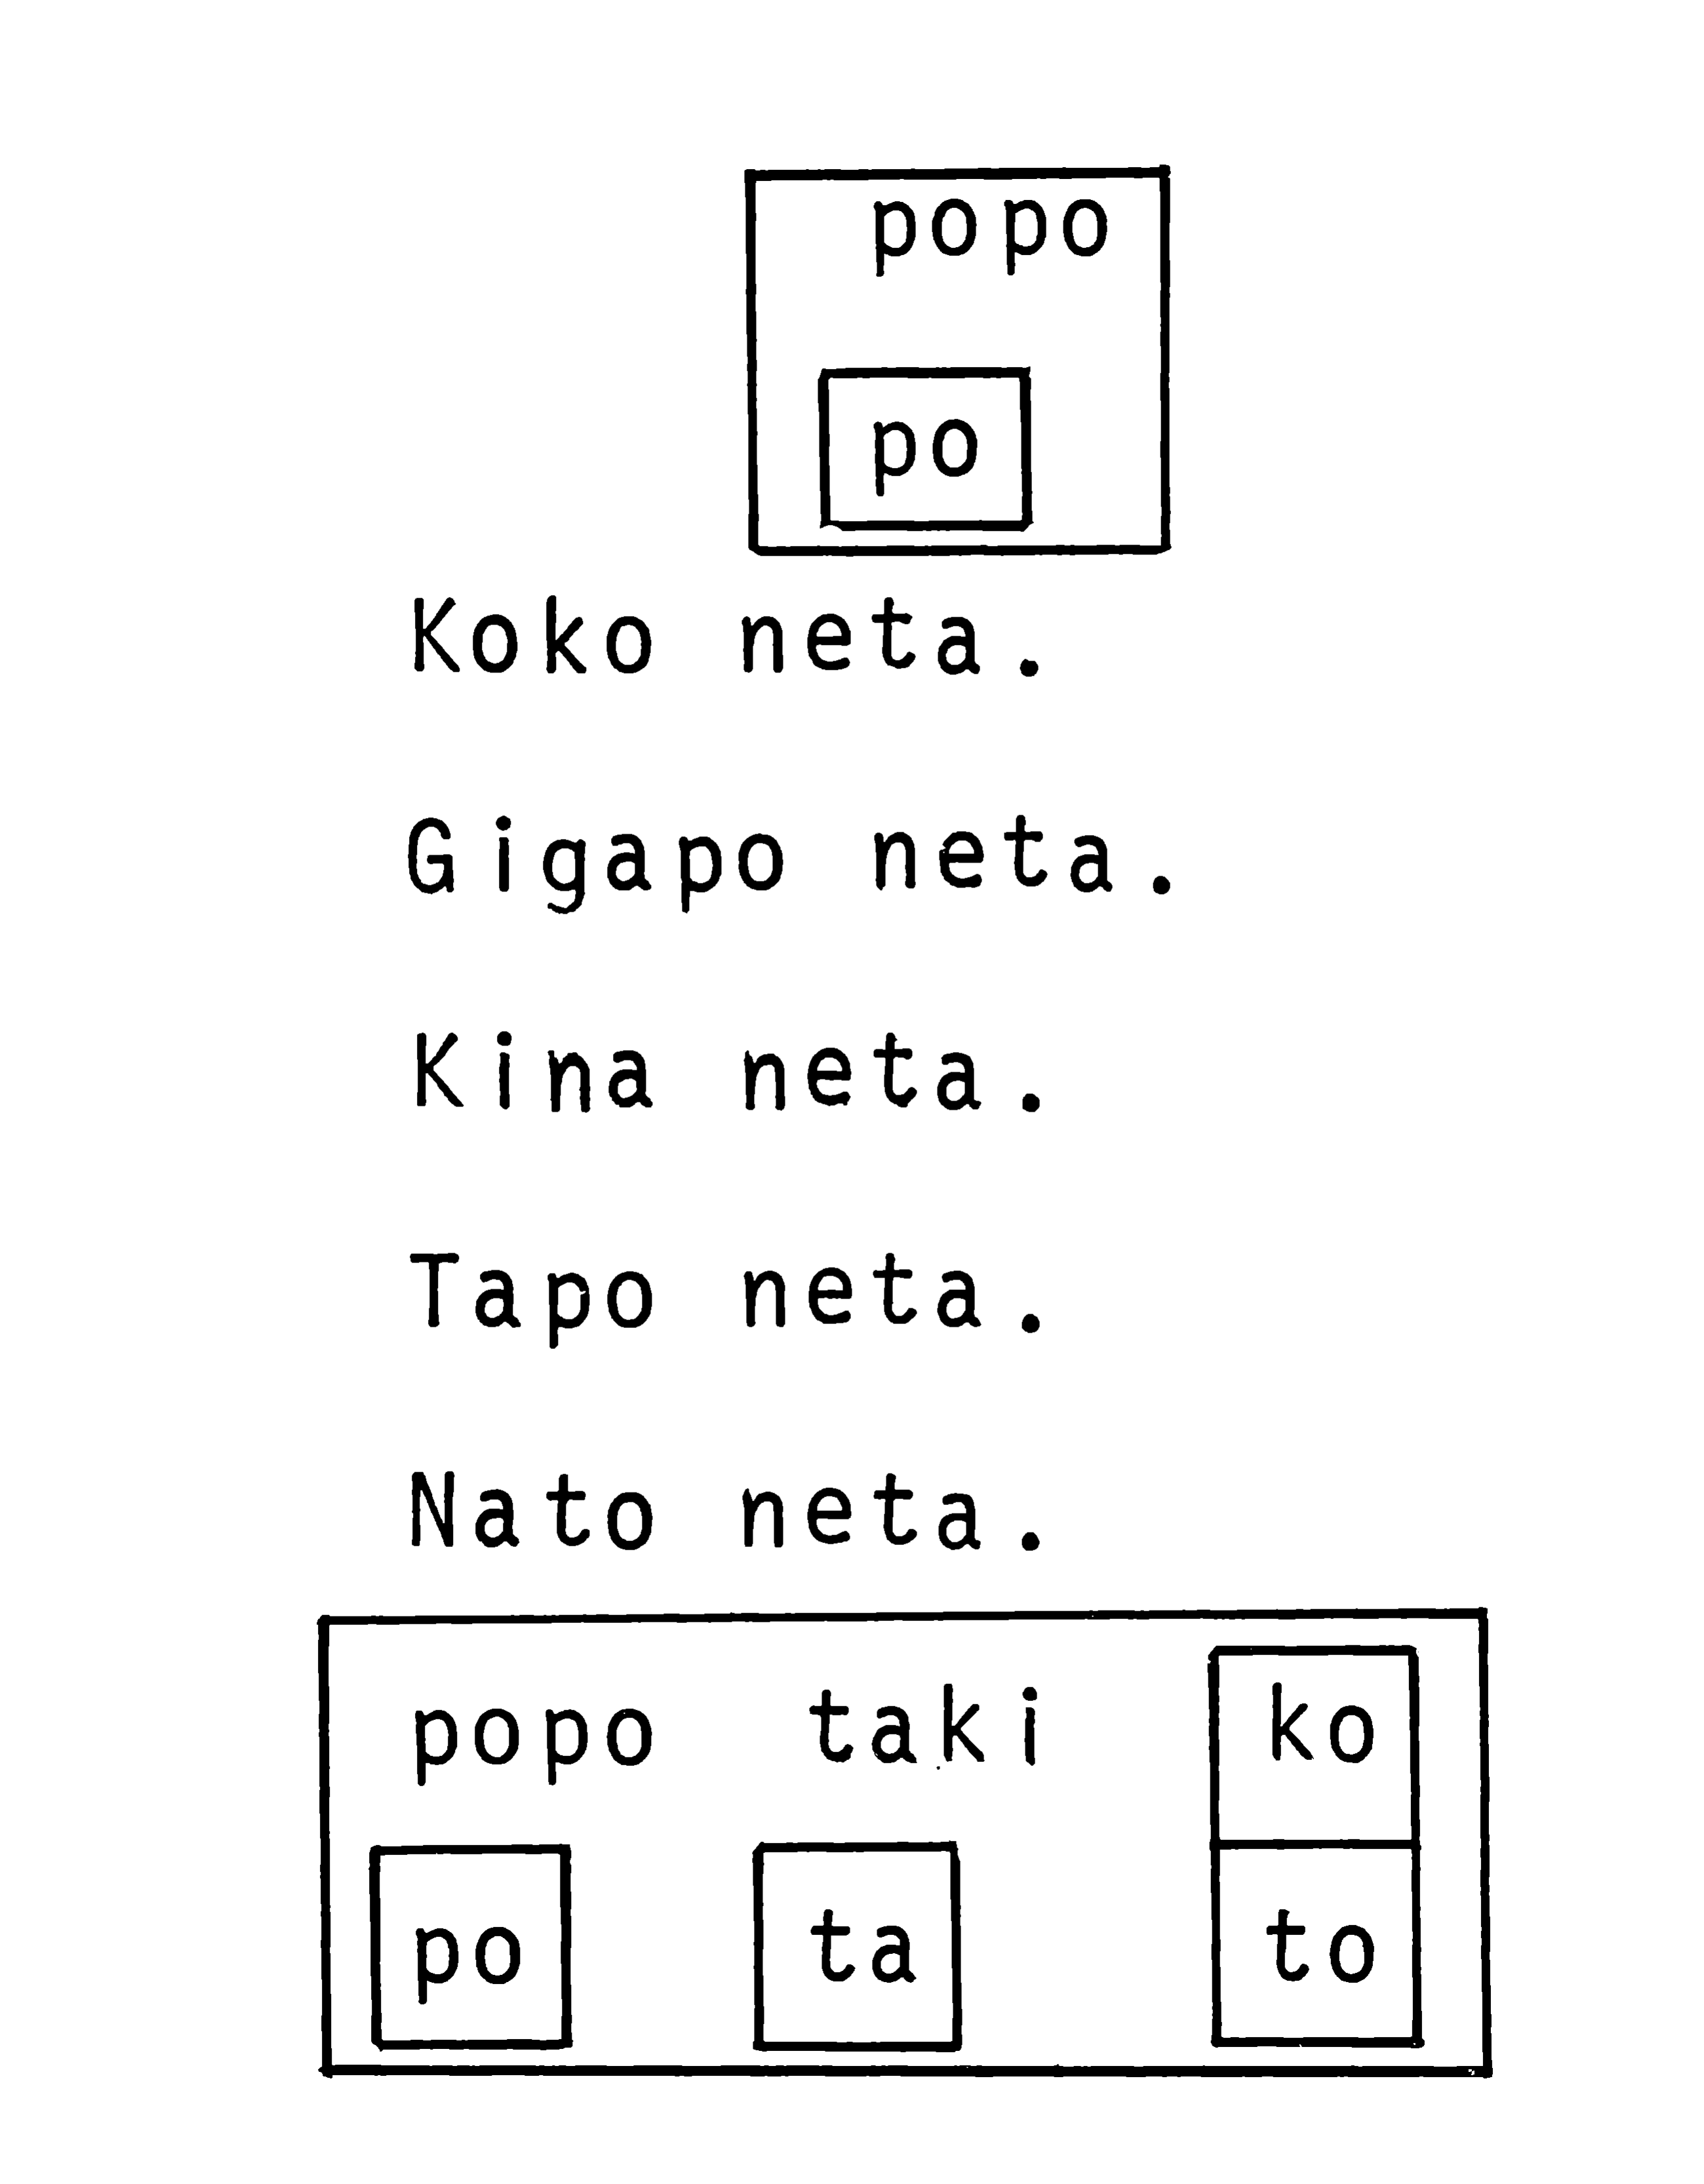 popo
po
Koko neta.
Gigapo neta.
Kina neta.
Tapo neta.
Nato neta.
popo taki ko
po ta to